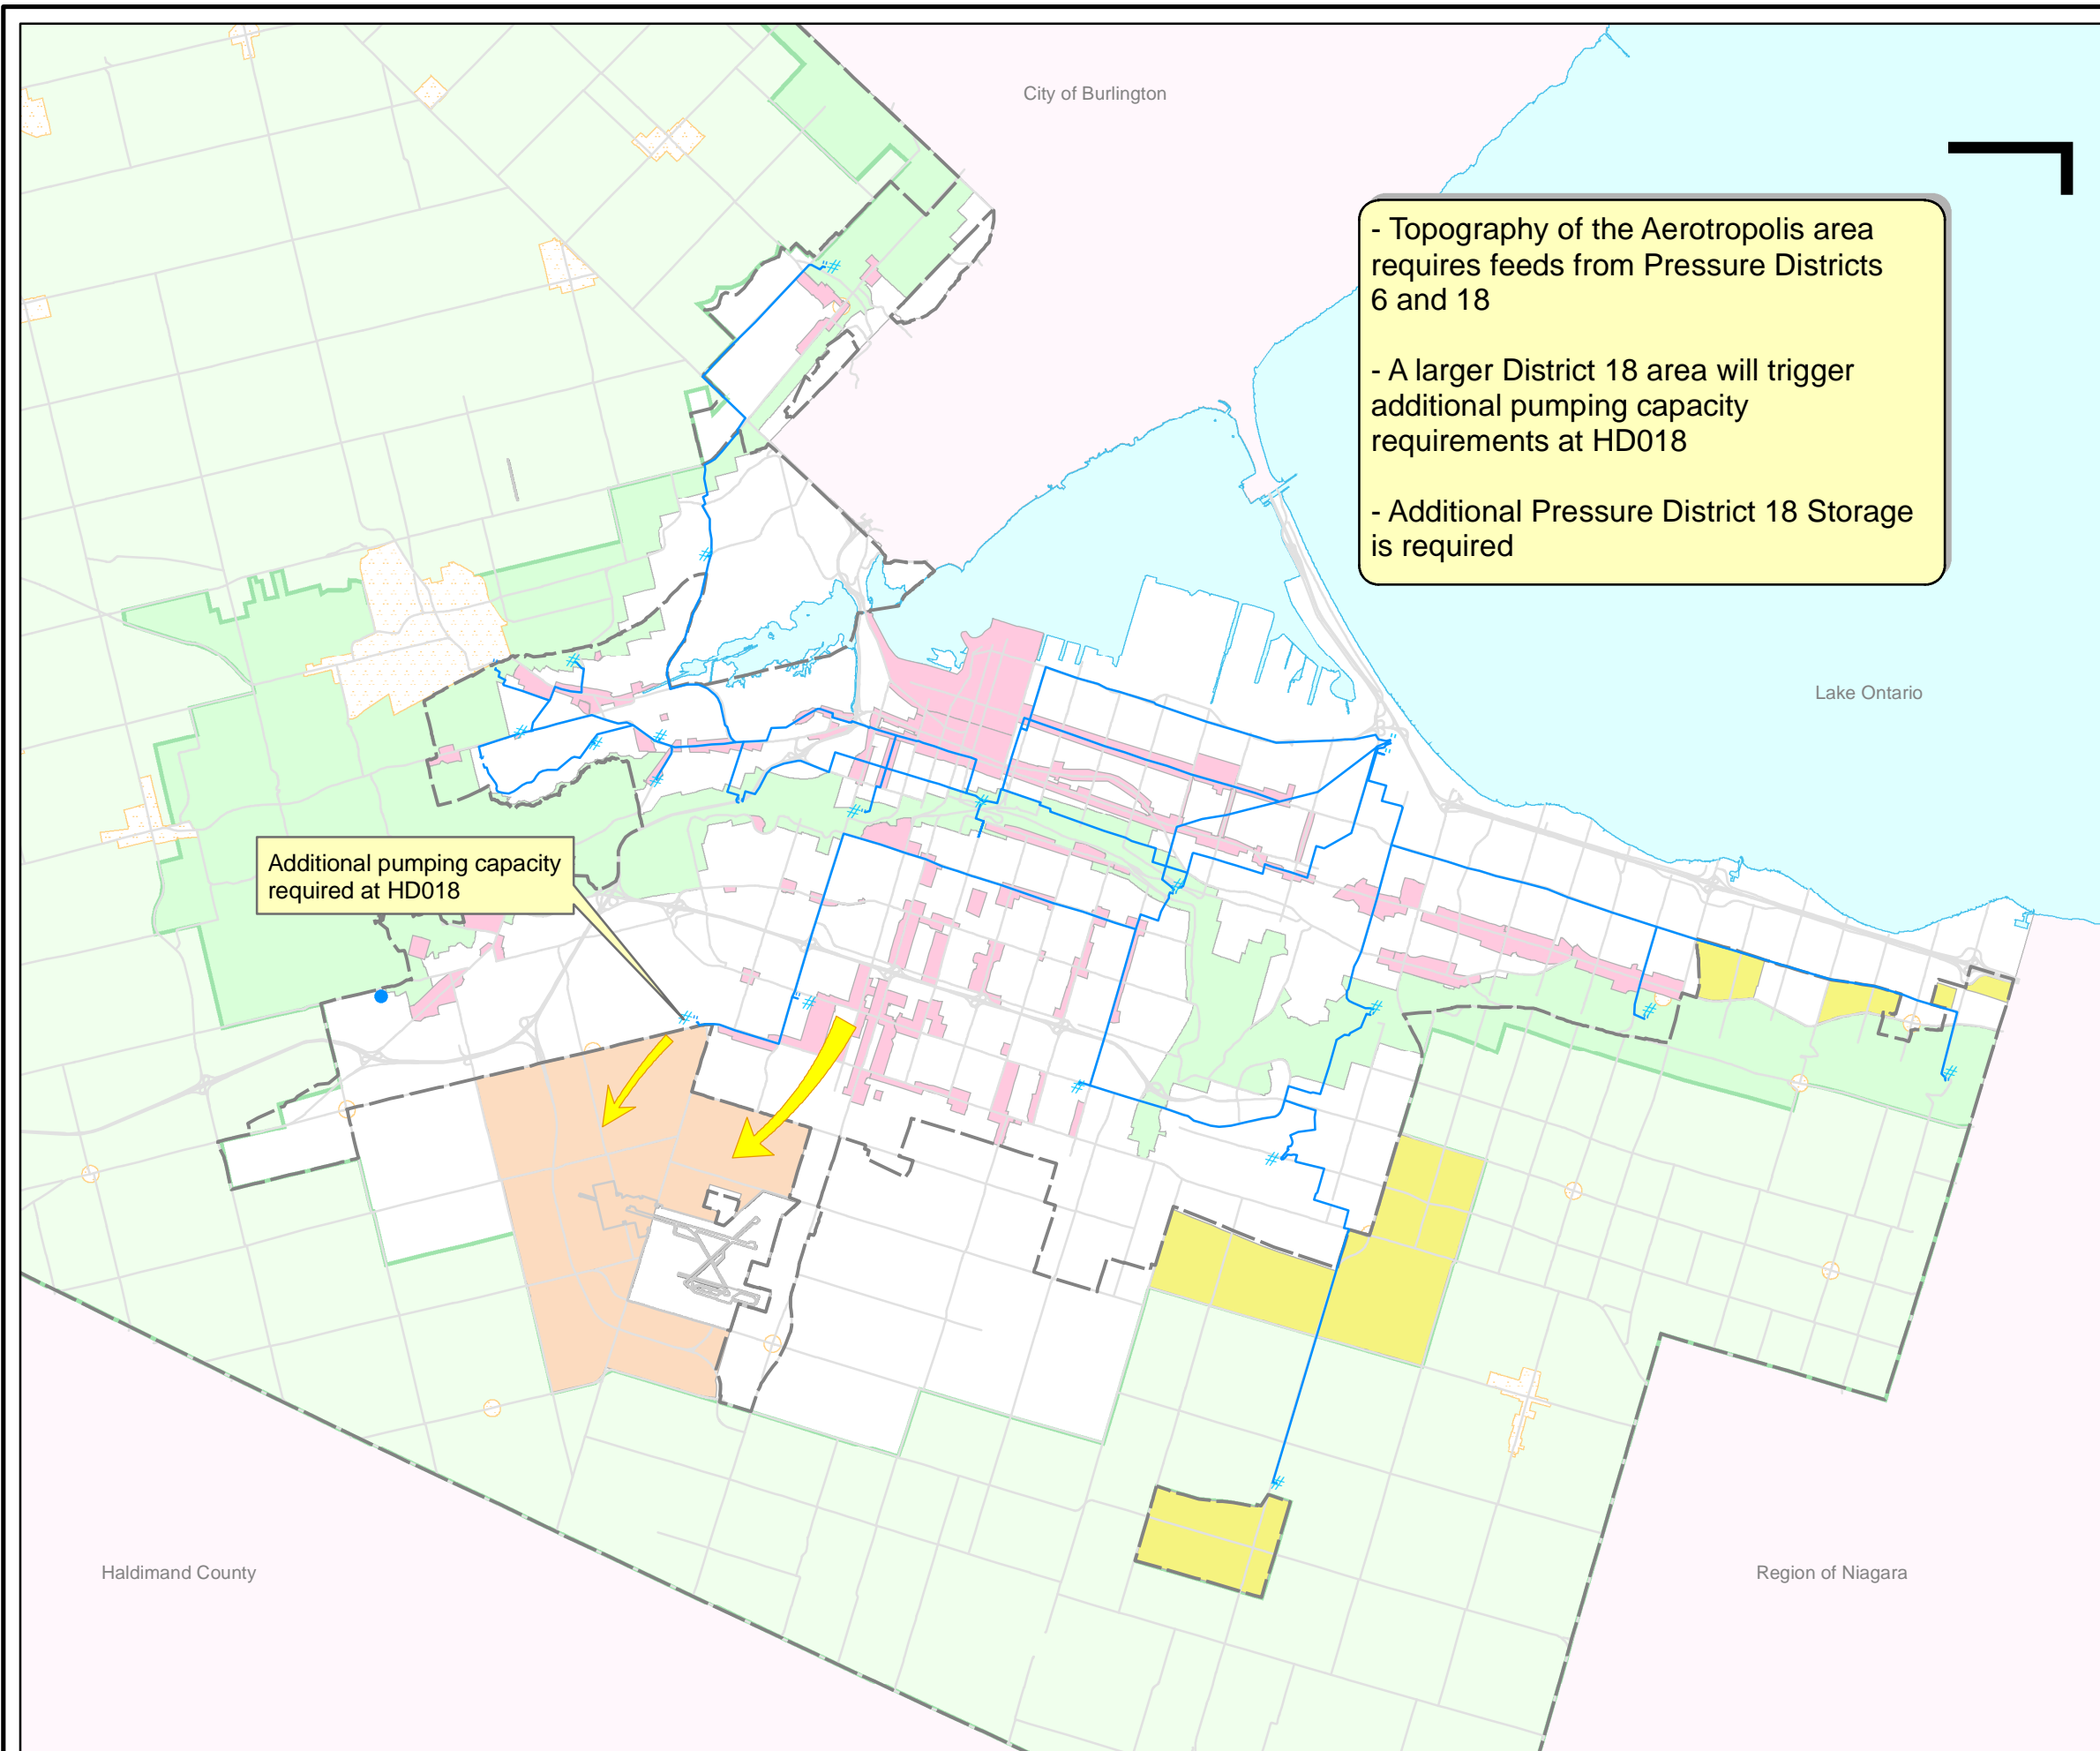 City of Burlington
- Topography of the Aerotropolis area
requires feeds from Pressure Districts
6 and 18
- A larger District 18 area will trigger
additional pumping capacity
requirements at HD018
- Additional Pressure District 18 Storage
is required
Lake Ontario
Additional pumping capacity
required at HD018
Haldimand County
Region of Niagara